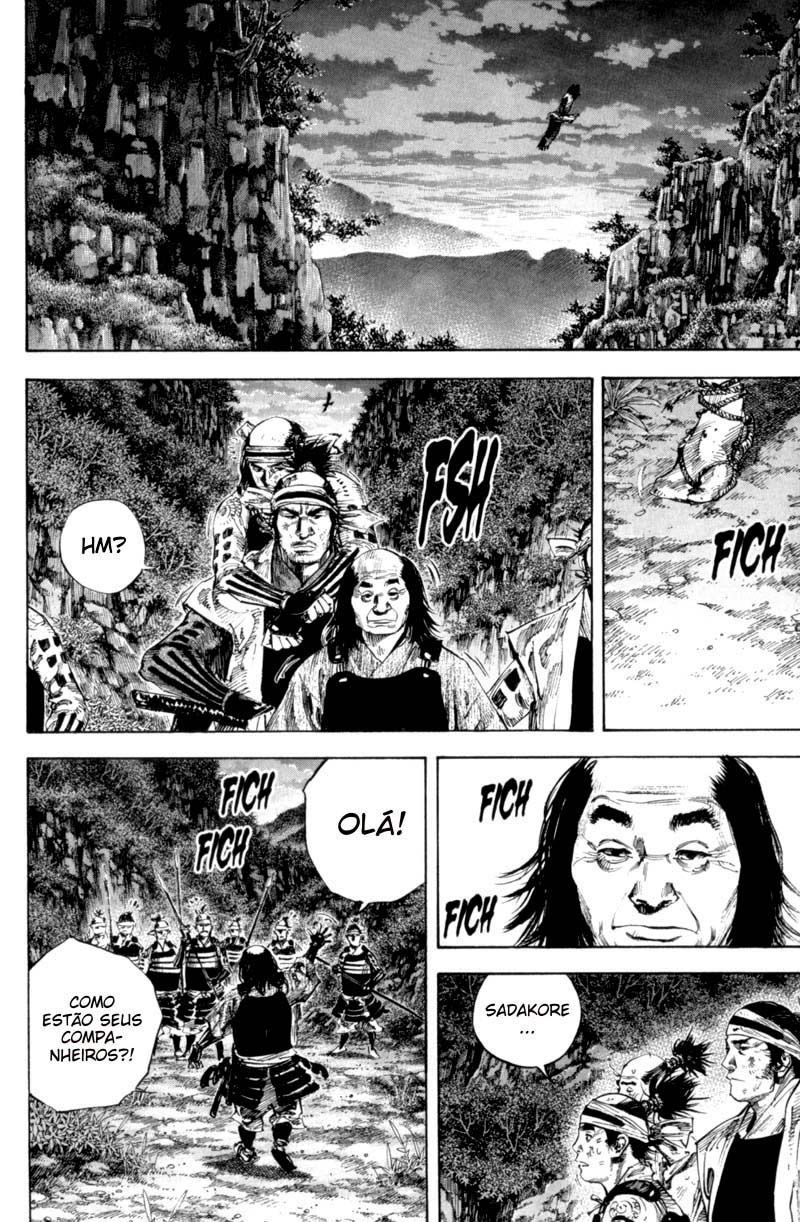 FICH
FSH
HM?
FICH
FICH
SADAKORE
...
OLÁ!
FICH
FICH
COMO
ESTÃO SEUS
COMPA-
NHEIROS?!